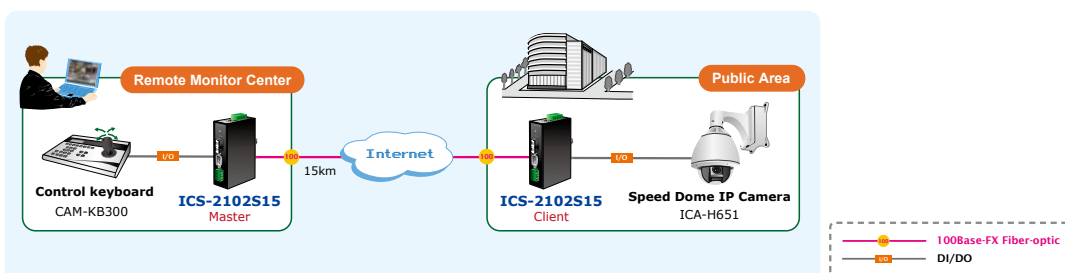 Remote Monitor Center
Public Area
I/O
100
15km
Internet
100
I/O
Control keyboard
CAM-KB300
ICS-2102S15
Master
ICS-2102S15
Client
Speed Dome IP Camera
ICA-H651
100
100Base-FX Fiber-optic
I/O
DI/DO